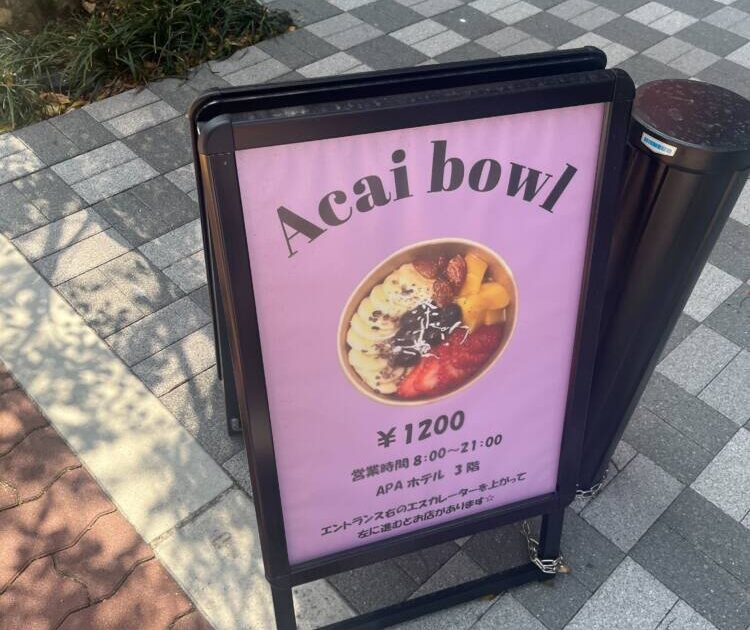 Acai bowl
¥1200
営業時間 8:00～21:00
APA ホテル 3階
エントランス右のエスカレーターを上がって
左に進むとお店があります☆